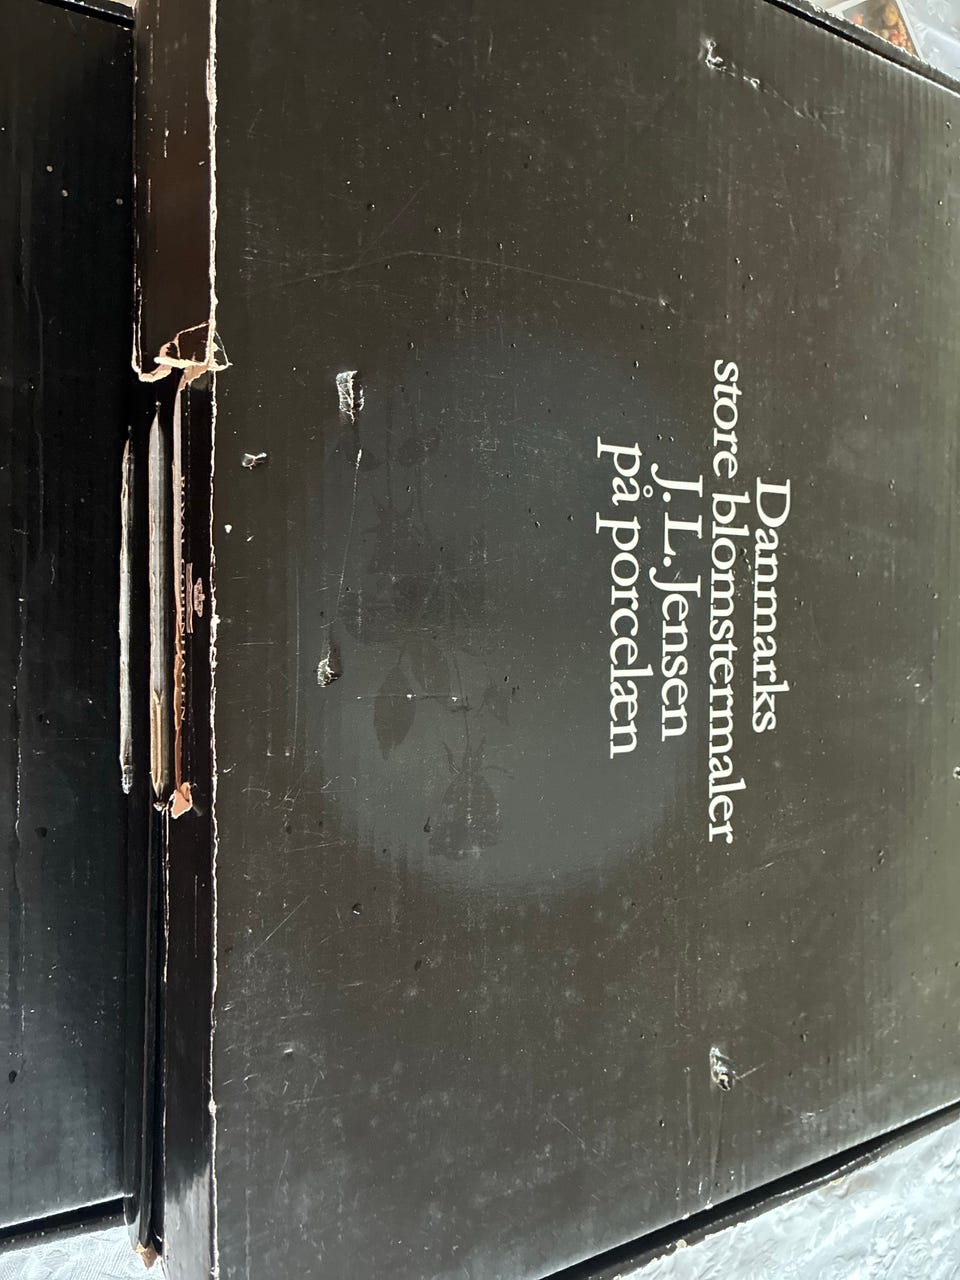 Danmarks
store blomstermaler
J. L. Jensen
på porcelæn